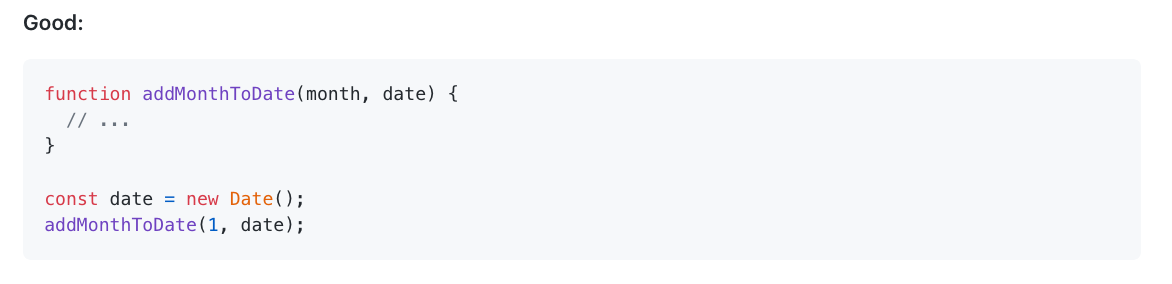 Good:
function addMonthToDate(month, date) {
  // ...
}
const date = new Date();
addMonthToDate(1, date);